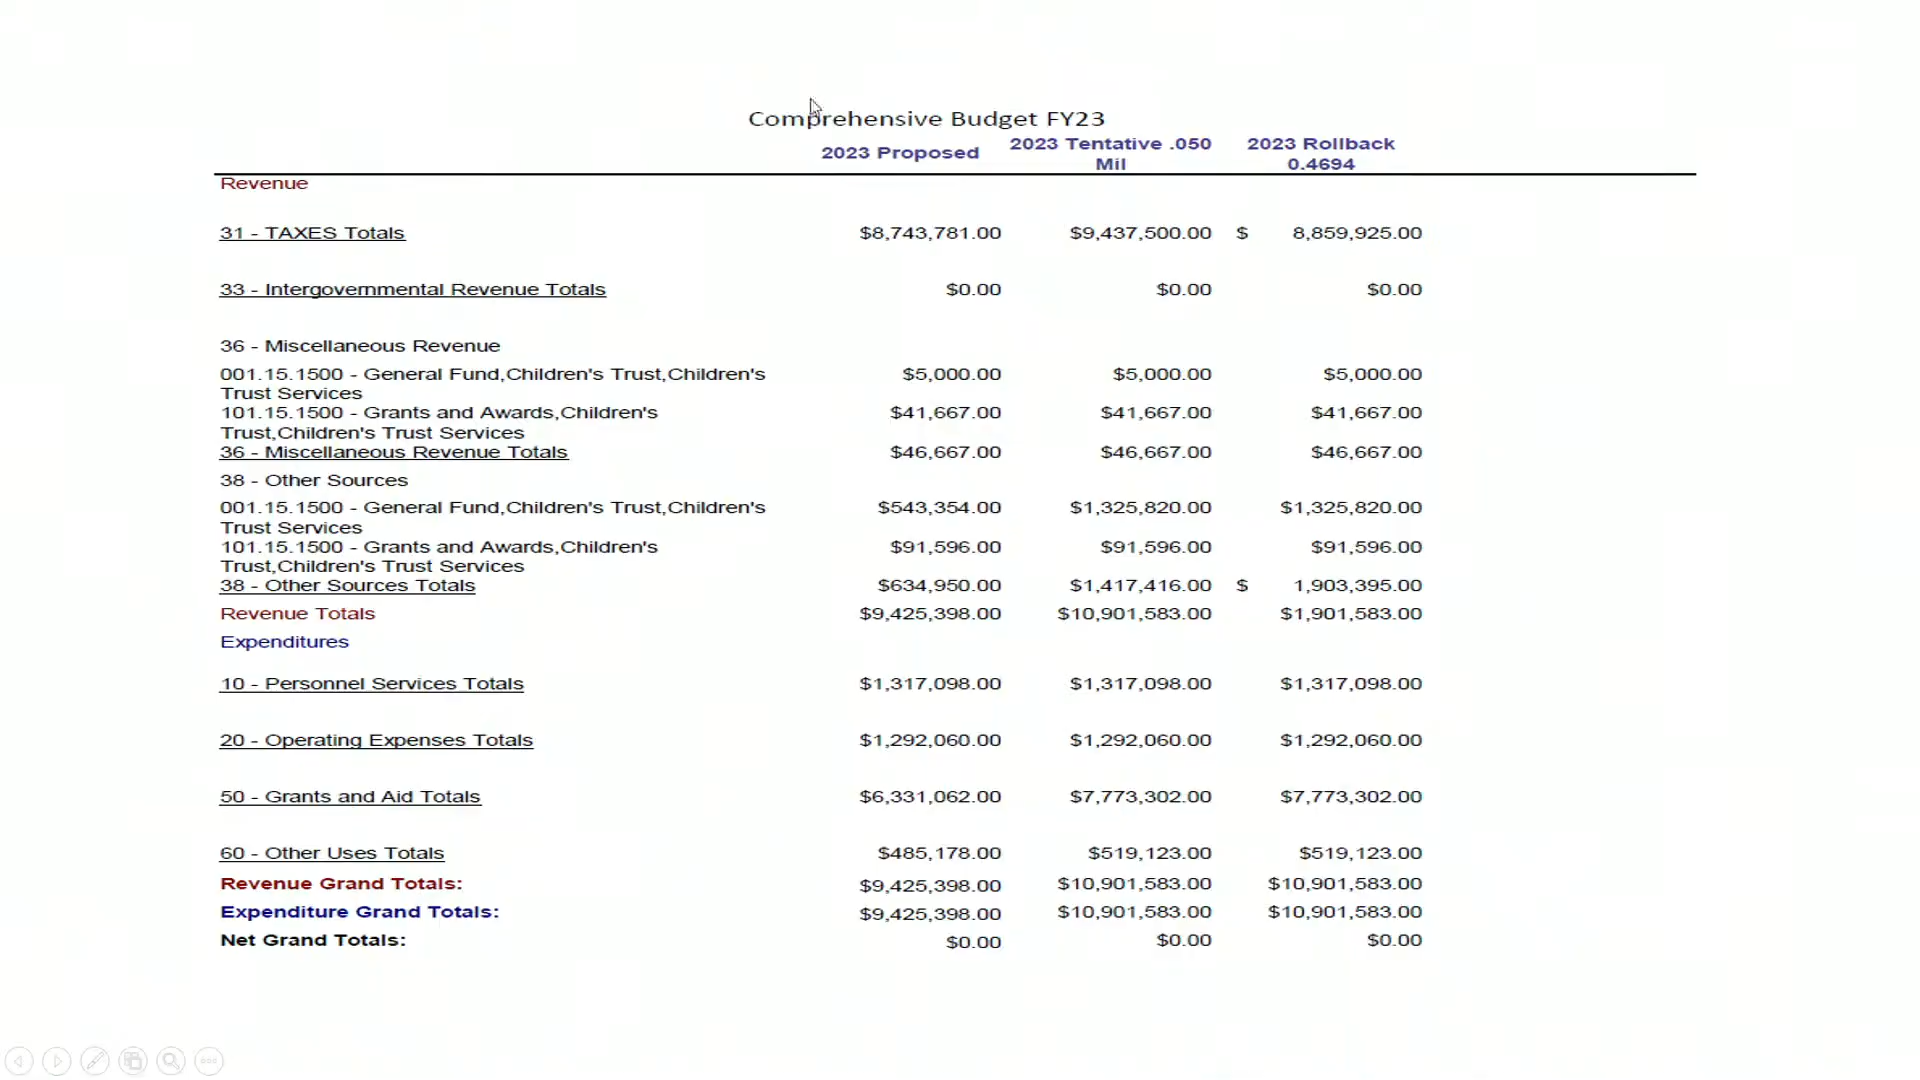 Comprehensive Budget FY23
2023 Proposed 2023 Tentative .050 Mil 2023 Rollback 0.4694
Revenue
31 - TAXES Totals $8,743,781.00 $9,437,500.00 $ 8,859,925.00
33 - Intergovernmental Revenue Totals $0.00 $0.00 $0.00
36 - Miscellaneous Revenue
001.15.1500 - General Fund,Children's Trust,Children's $5,000.00 $5,000.00 $5,000.00
Trust Services
101.15.1500 - Grants and Awards,Children's $41,667.00 $41,667.00 $41,667.00
Trust,Children's Trust Services
36 - Miscellaneous Revenue Totals $46,667.00 $46,667.00 $46,667.00
38 - Other Sources
001.15.1500 - General Fund,Children's Trust,Children's $543,354.00 $1,325,820.00 $1,325,820.00
Trust Services
101.15.1500 - Grants and Awards,Children's $91,596.00 $91,596.00 $91,596.00
Trust,Children's Trust Services
38 - Other Sources Totals $634,950.00 $1,417,416.00 $ 1,903,395.00
Revenue Totals $9,425,398.00 $10,901,583.00 $1,901,583.00
Expenditures
10 - Personnel Services Totals $1,317,098.00 $1,317,098.00 $1,317,098.00
20 - Operating Expenses Totals $1,292,060.00 $1,292,060.00 $1,292,060.00
50 - Grants and Aid Totals $6,331,062.00 $7,773,302.00 $7,773,302.00
60 - Other Uses Totals $485,178.00 $519,123.00 $519,123.00
Revenue Grand Totals: $9,425,398.00 $10,901,583.00 $10,901,583.00
Expenditure Grand Totals: $9,425,398.00 $10,901,583.00 $10,901,583.00
Net Grand Totals: $0.00 $0.00 $0.00